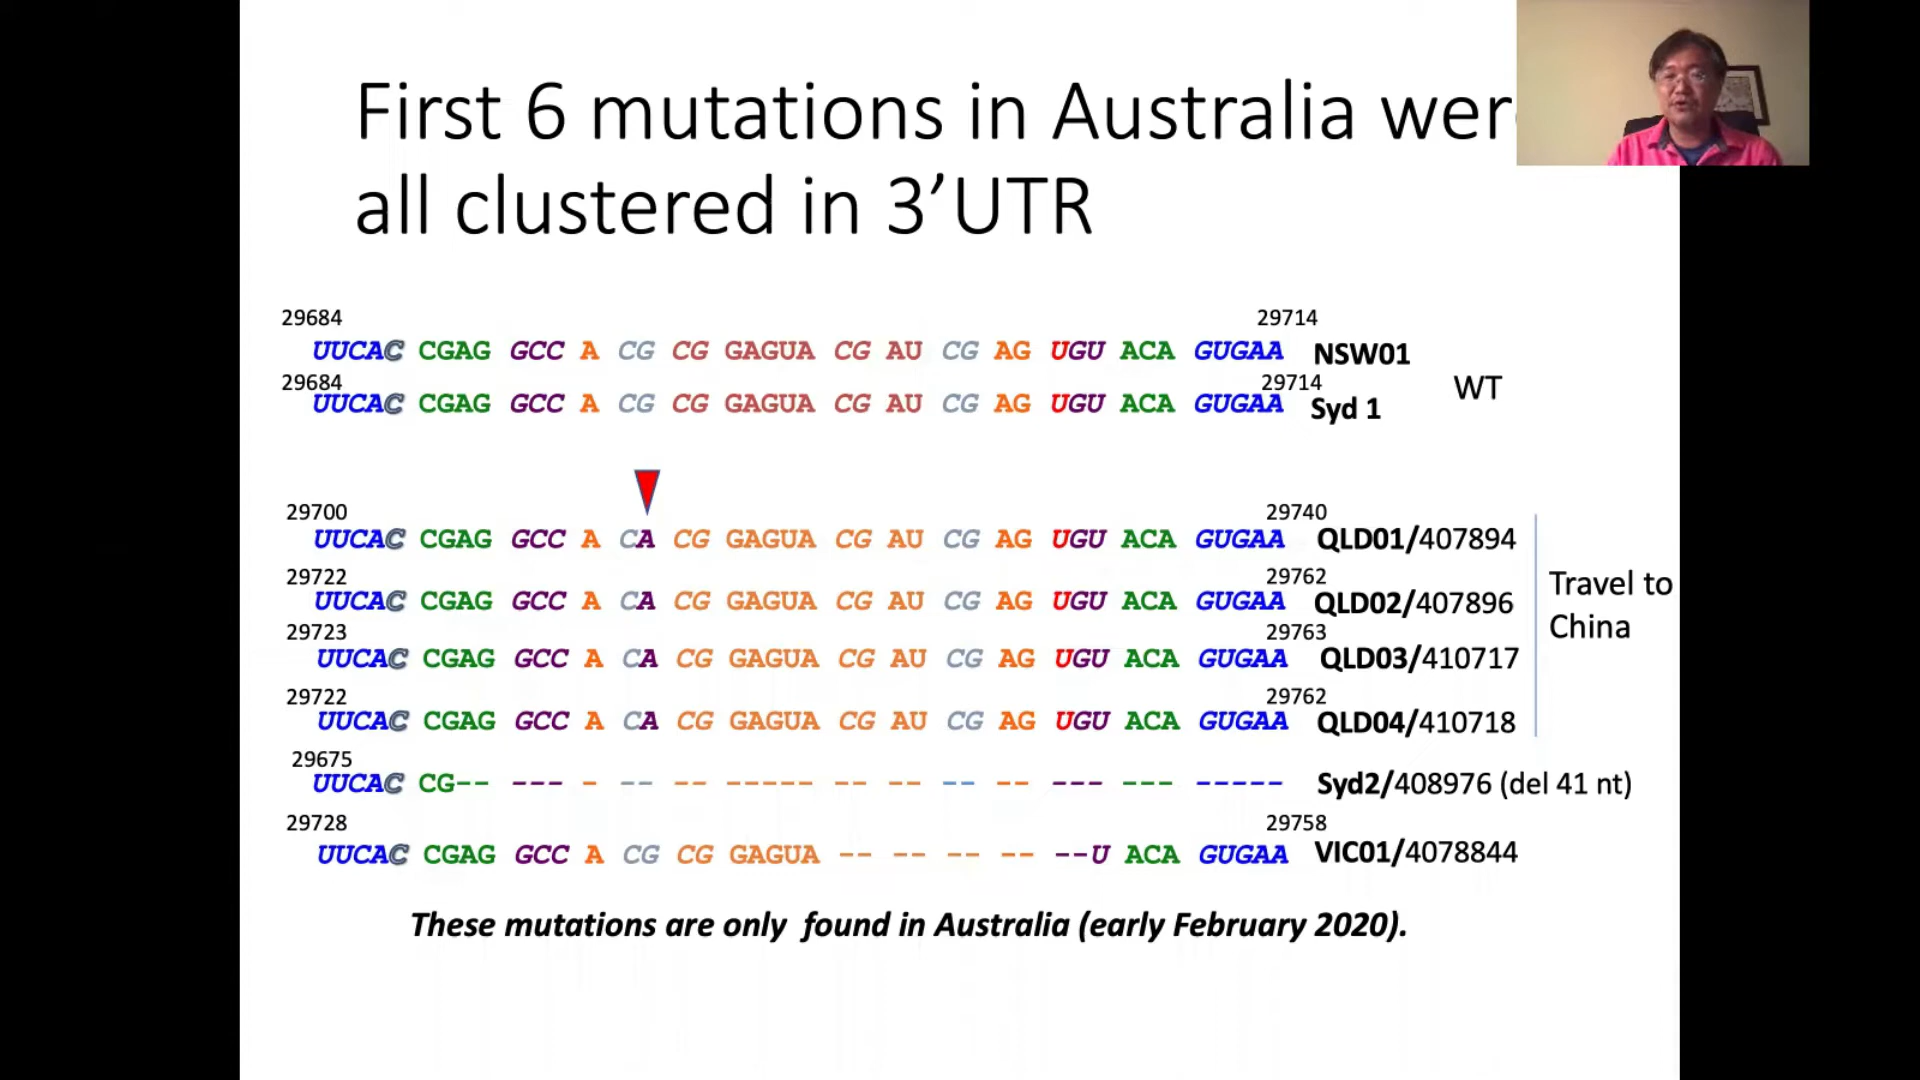 First 6 mutations in Australia wer
all clustered in 3’UTR
29684 29714
UUCAC CGAG GCC A CG CG GAGUA CG AU CG AG UGU ACA GUGAA NSW01
29684 29714 WT
UUCAC CGAG GCC A CG CG GAGUA CG AU CG AG UGU ACA GUGAA Syd 1
29700 29740
UUCAC CGAG GCC A CA CG GAGUA CG AU CG AG UGU ACA GUGAA QLD01/407894
29722 29762 Travel to
UUCAC CGAG GCC A CA CG GAGUA CG AU CG AG UGU ACA GUGAA QLD02/407896
29723 29763 China
UUCAC CGAG GCC A CA CG GAGUA CG AU CG AG UGU ACA GUGAA QLD03/410717
29722 29762
UUCAC CGAG GCC A CA CG GAGUA CG AU CG AG UGU ACA GUGAA QLD04/410718
29675
UUCAC CG-- --- - -- -- ----- -- -- -- -- --- --- ----- Syd2/408976 (del 41 nt)
29728 29758
UUCAC CGAG GCC A CG CG GAGUA -- -- -- -- --U ACA GUGAA VIC01/4078844
These mutations are only found in Australia (early February 2020).